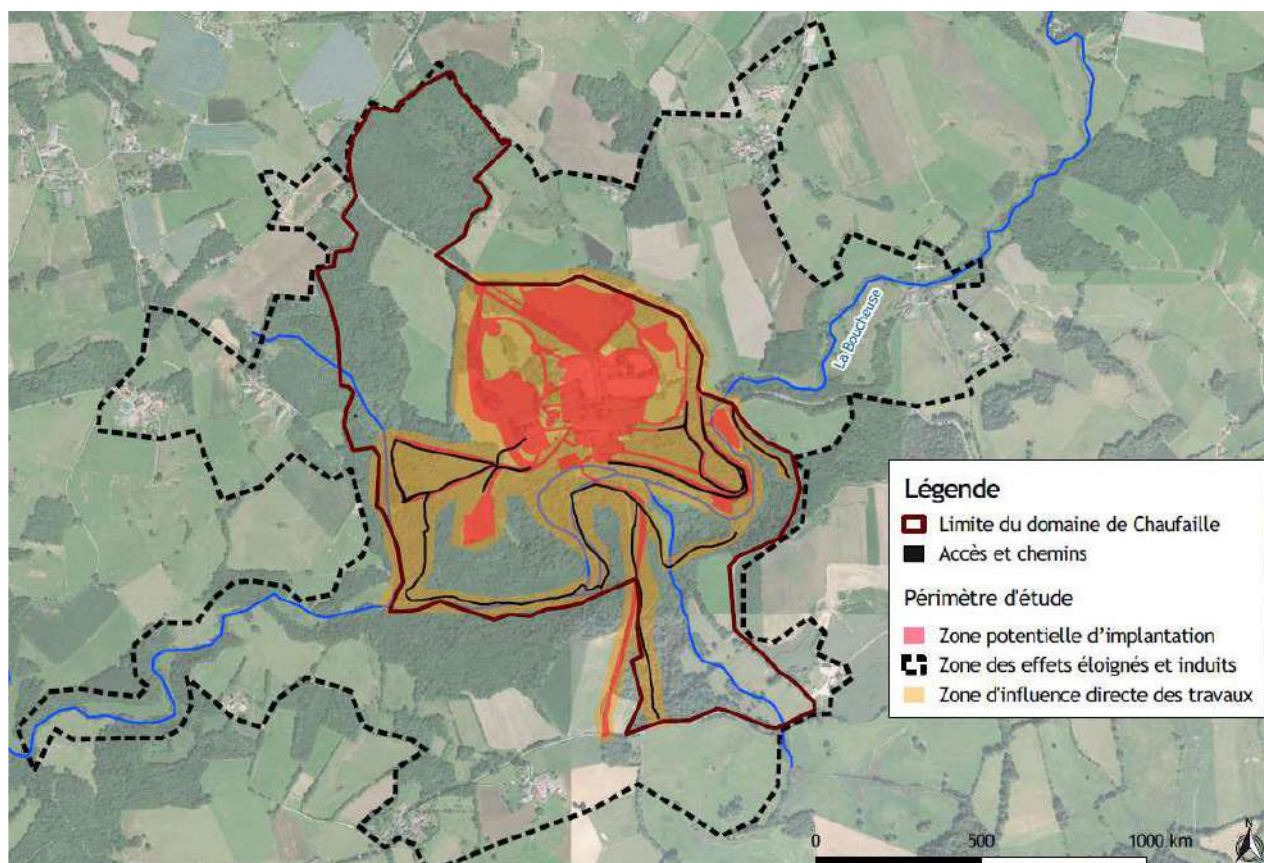 La Boucheuse
Légende
Limite du domaine de Chaufaille
Accès et chemins
Périmètre d'étude
Zone potentielle d'implantation
Zone des effets éloignés et induits
Zone d'influence directe des travaux
0 500 1000 km
N